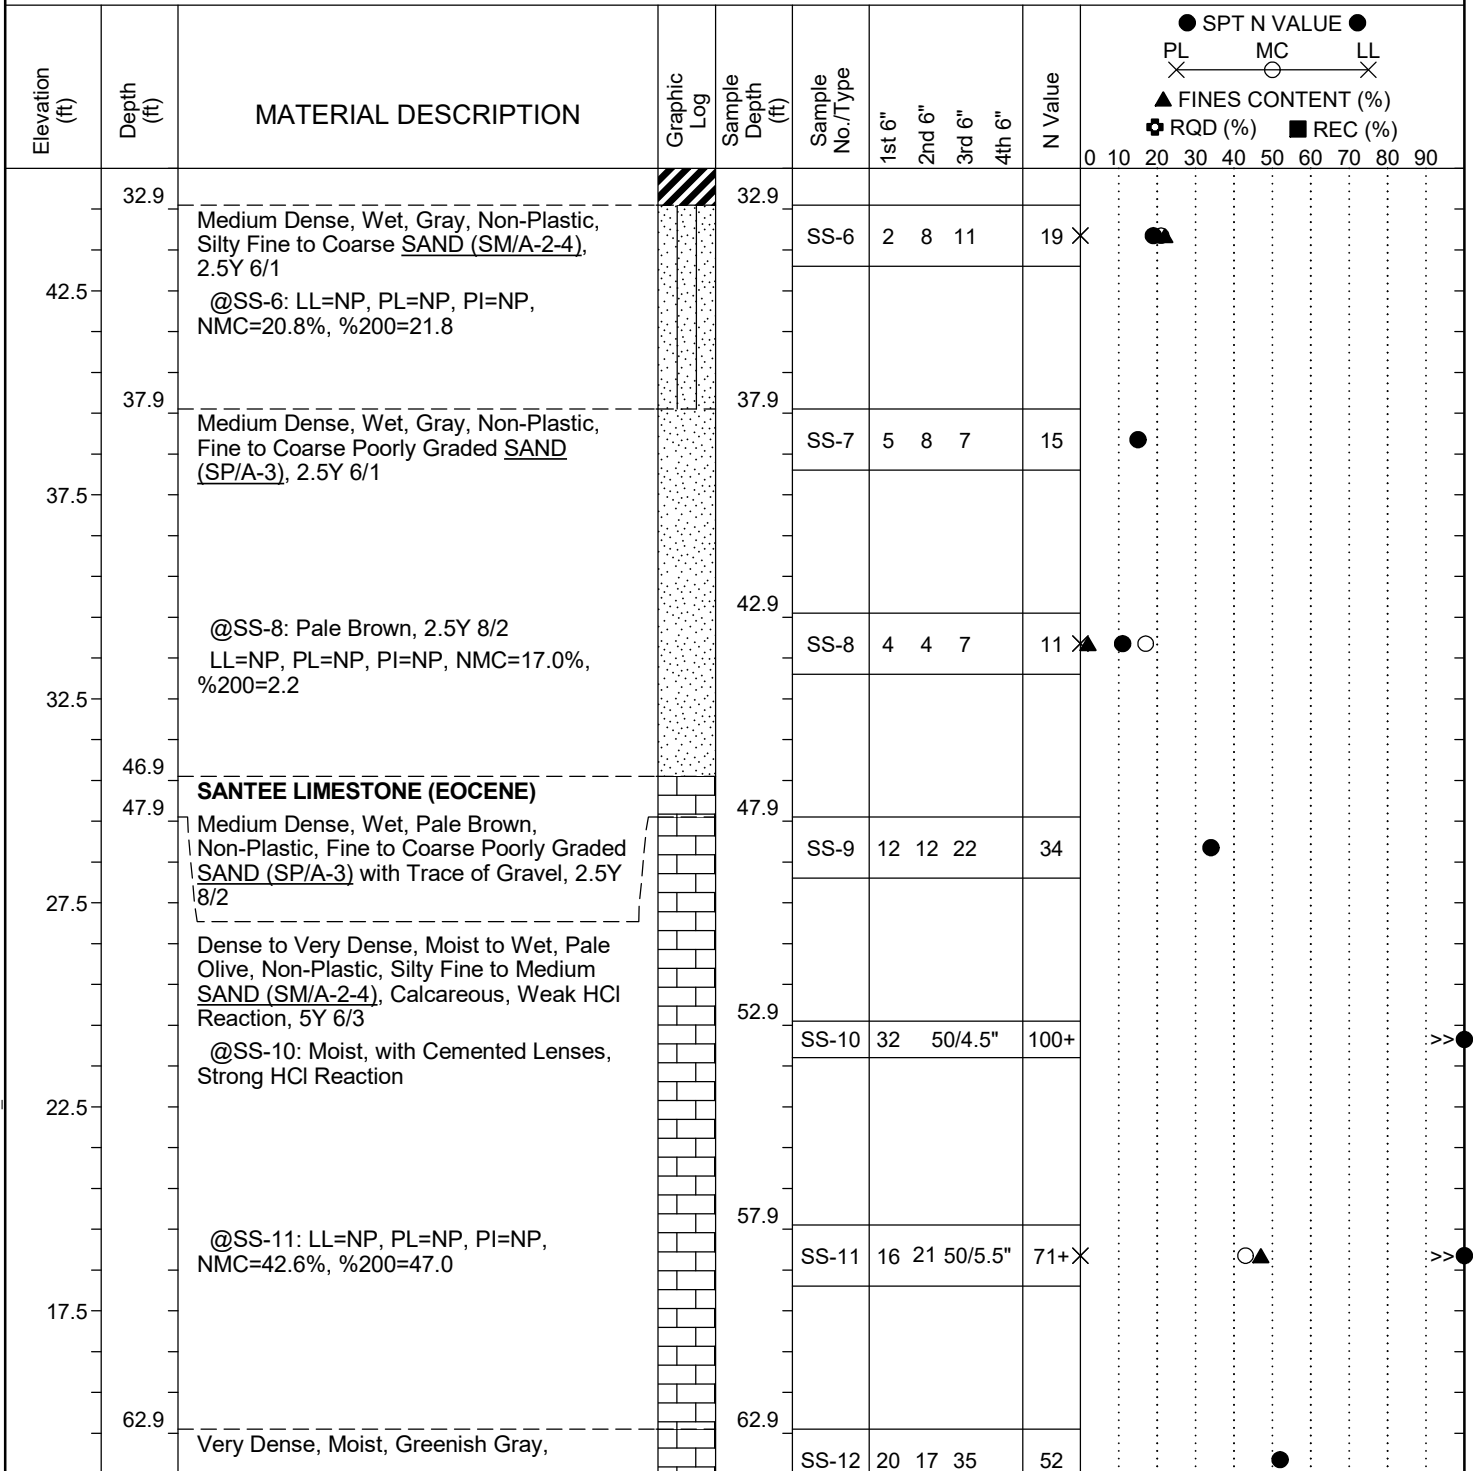 Elevation (ft)
Depth (ft)
MATERIAL DESCRIPTION
Graphic Log
Sample Depth (ft)
Sample No./Type
1st 6"
2nd 6"
3rd 6"
4th 6"
N Value
SPT N VALUE
PL MC LL
FINES CONTENT (%)
RQD (%) REC (%)
0 10 20 30 40 50 60 70 80 90
32.9 32.9
Medium Dense, Wet, Gray, Non-Plastic,
Silty Fine to Coarse SAND (SM/A-2-4),
2.5Y 6/1
SS-6 2 8 11 19
42.5
@SS-6: LL=NP, PL=NP, PI=NP,
NMC=20.8%, %200=21.8
37.9 37.9
Medium Dense, Wet, Gray, Non-Plastic,
Fine to Coarse Poorly Graded SAND
(SP/A-3), 2.5Y 6/1
SS-7 5 8 7 15
37.5
42.9
@SS-8: Pale Brown, 2.5Y 8/2
LL=NP, PL=NP, PI=NP, NMC=17.0%,
%200=2.2
SS-8 4 4 7 11
32.5
46.9
SANTEE LIMESTONE (EOCENE)
47.9 47.9
Medium Dense, Wet, Pale Brown,
Non-Plastic, Fine to Coarse Poorly Graded
SAND (SP/A-3) with Trace of Gravel, 2.5Y
8/2
SS-9 12 12 22 34
27.5
Dense to Very Dense, Moist to Wet, Pale
Olive, Non-Plastic, Silty Fine to Medium
SAND (SM/A-2-4), Calcareous, Weak HCl
Reaction, 5Y 6/3
52.9
@SS-10: Moist, with Cemented Lenses,
Strong HCl Reaction
SS-10 32 50/4.5" 100+ >>
22.5
57.9
@SS-11: LL=NP, PL=NP, PI=NP,
NMC=42.6%, %200=47.0
SS-11 16 21 50/5.5" 71+ >>
17.5
62.9 62.9
Very Dense, Moist, Greenish Gray,
SS-12 20 17 35 52